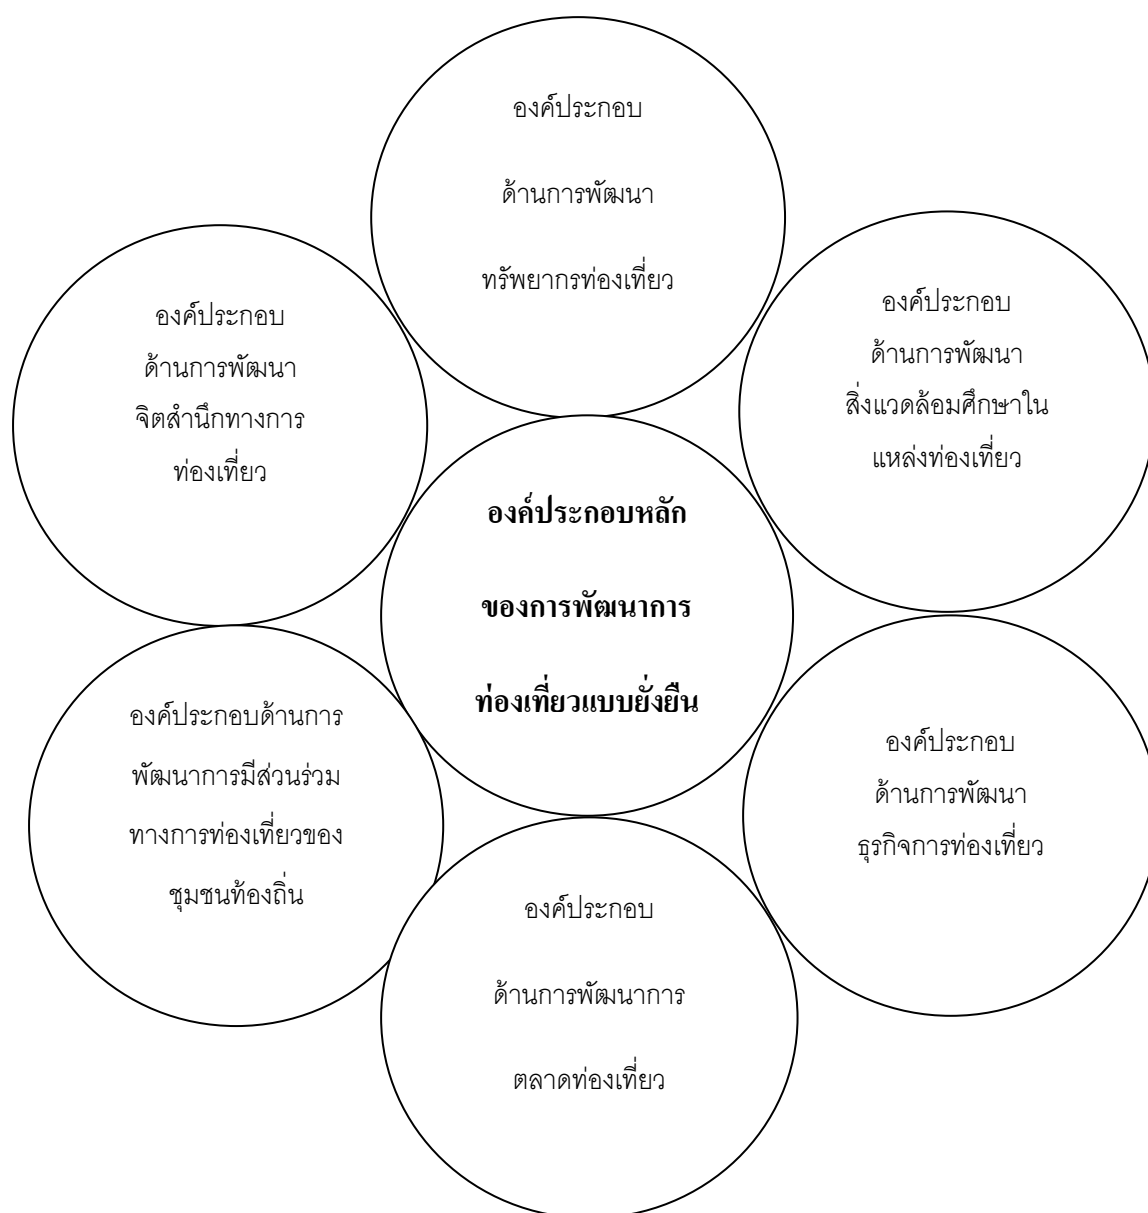 องค์ประกอบ
ด้านการพัฒนา
ทรัพยากรท่องเที่ยว
องค์ประกอบ
ด้านการพัฒนา
สิ่งแวดล้อมศึกษาใน
แหล่งท่องเที่ยว
องค์ประกอบ
ด้านการพัฒนา
ธุรกิจการท่องเที่ยว
องค์ประกอบ
ด้านการพัฒนาการ
ตลาดท่องเที่ยว
องค์ประกอบด้านการ
พัฒนาการมีส่วนร่วม
ทางการท่องเที่ยวของ
ชุมชนท้องถิ่น
องค์ประกอบ
ด้านการพัฒนา
จิตสำนึกทางการ
ท่องเที่ยว
องค์ประกอบหลัก
ของการพัฒนาการ
ท่องเที่ยวแบบยั่งยืน